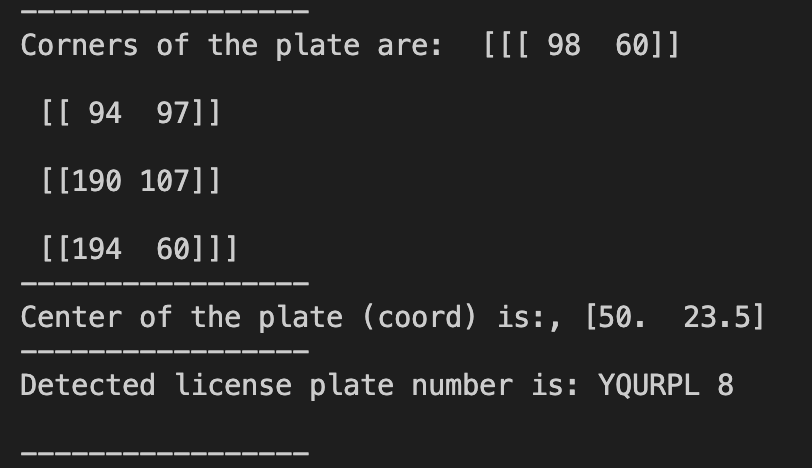 -----------------
Corners of the plate are:  [[[ 98  60]]
[[ 94  97]]
[[190 107]]
[[194  60]]]
-----------------
Center of the plate (coord) is:, [50.  23.5]
-----------------
Detected license plate number is: YQURPL 8
-----------------